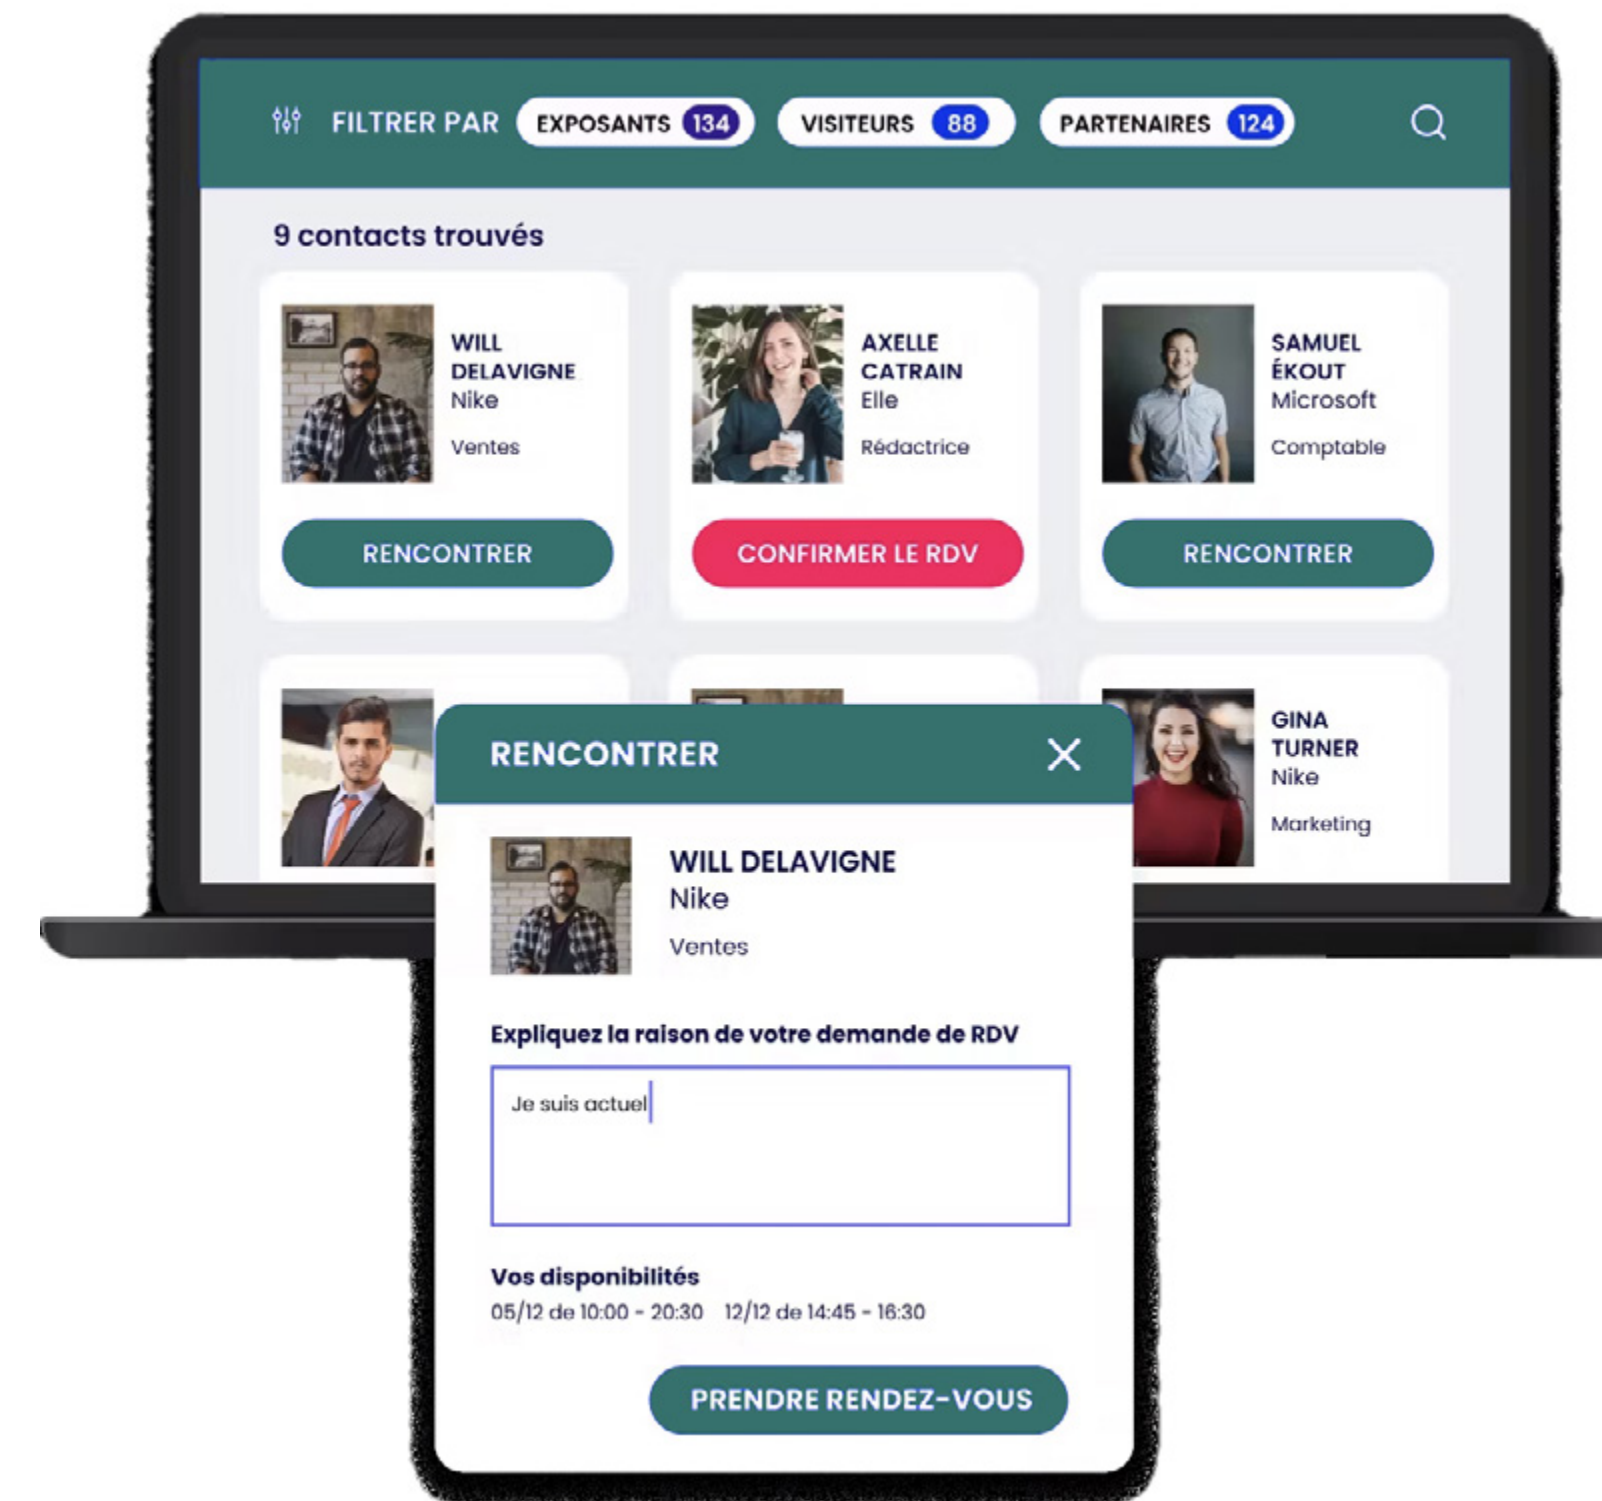 FILTRER PAR EXPOSANTS 134 VISITEURS 88 PARTENAIRES 124
9 contacts trouvés
WILL
DELAVIGNE
Nike
Ventes
RENCONTRER
AXELLE
CATRAIN
Elle
Rédactrice
CONFIRMER LE RDV
SAMUEL
ÉKOUT
Microsoft
Comptable
RENCONTRER
GINA
TURNER
Nike
Marketing
RENCONTRER
WILL DELAVIGNE
Nike
Ventes
Expliquez la raison de votre demande de RDV
Je suis actuel
Vos disponibilités
05/12 de 10:00 - 20:30 12/12 de 14:45 - 16:30
PRENDRE RENDEZ-VOUS